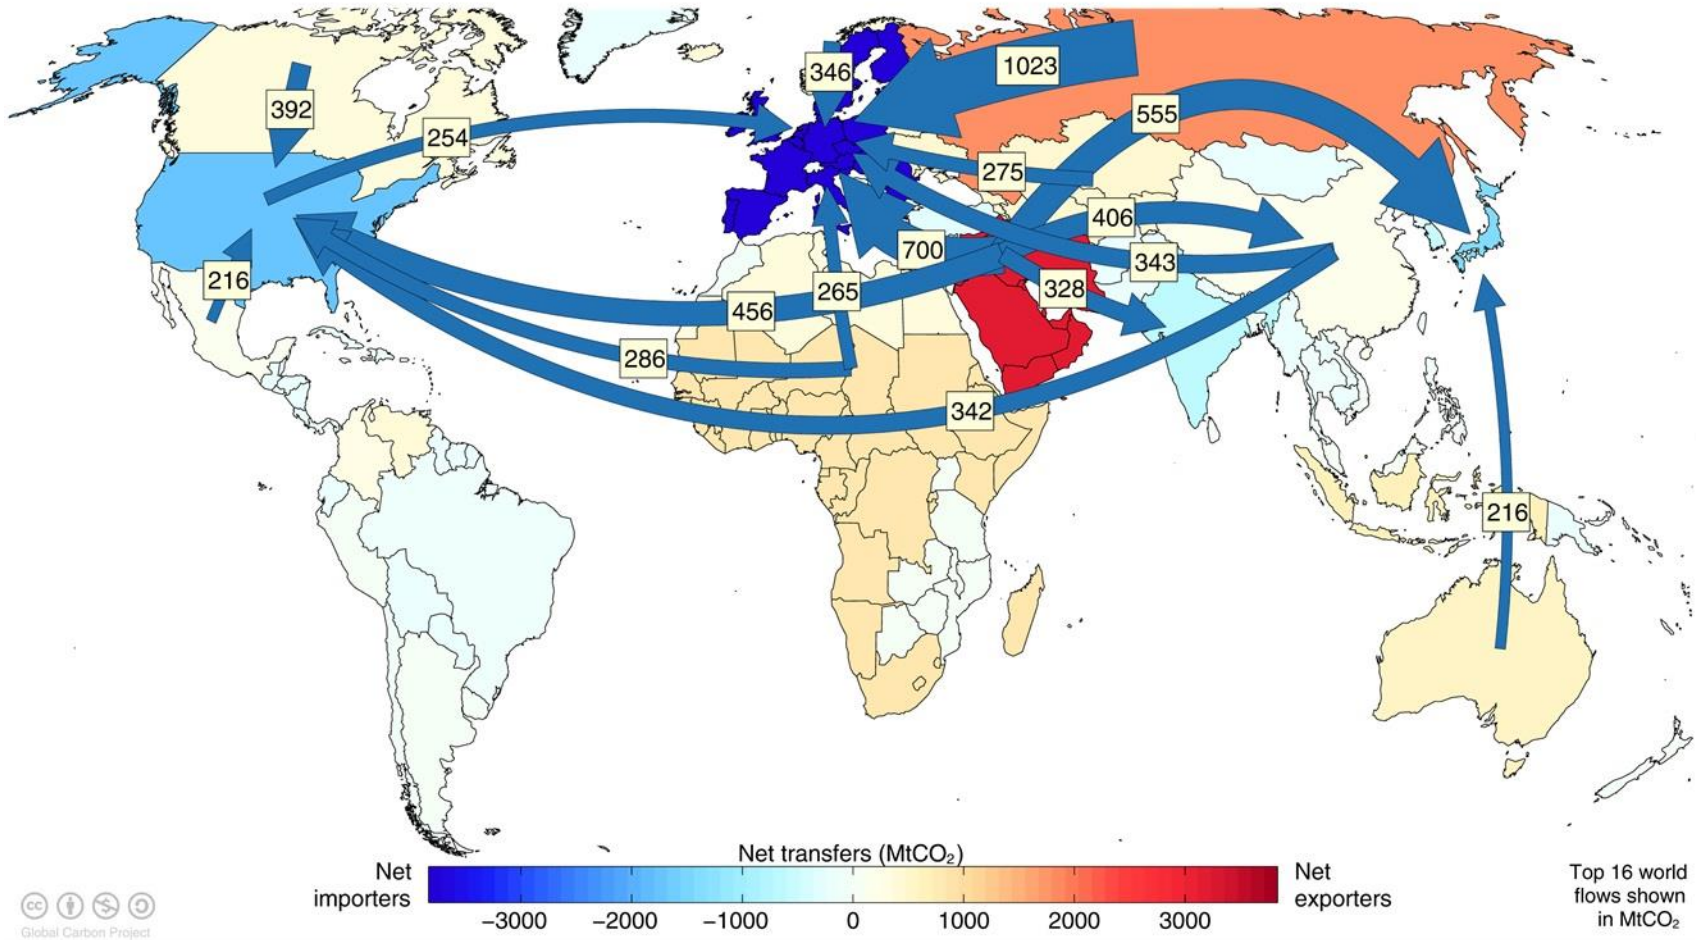 346
1023
392
254
555
275
406
216
700
343
456
265
328
286
342
216
Net transfers (MtCO₂)
Net
importers
−3000
−2000
−1000
0
1000
2000
3000
Net
exporters
Top 16 world
flows shown
in MtCO₂
cc
Global Carbon Project